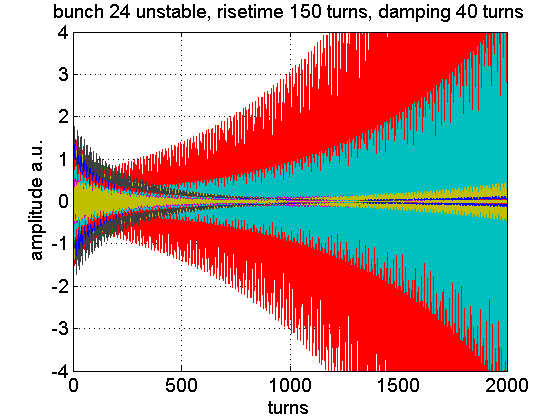 bunch 24 unstable, risetime 150 turns, damping 40 turns
amplitude a.u.
4
3
2
1
0
-1
-2
-3
-4
0 500 1000 1500 2000
turns